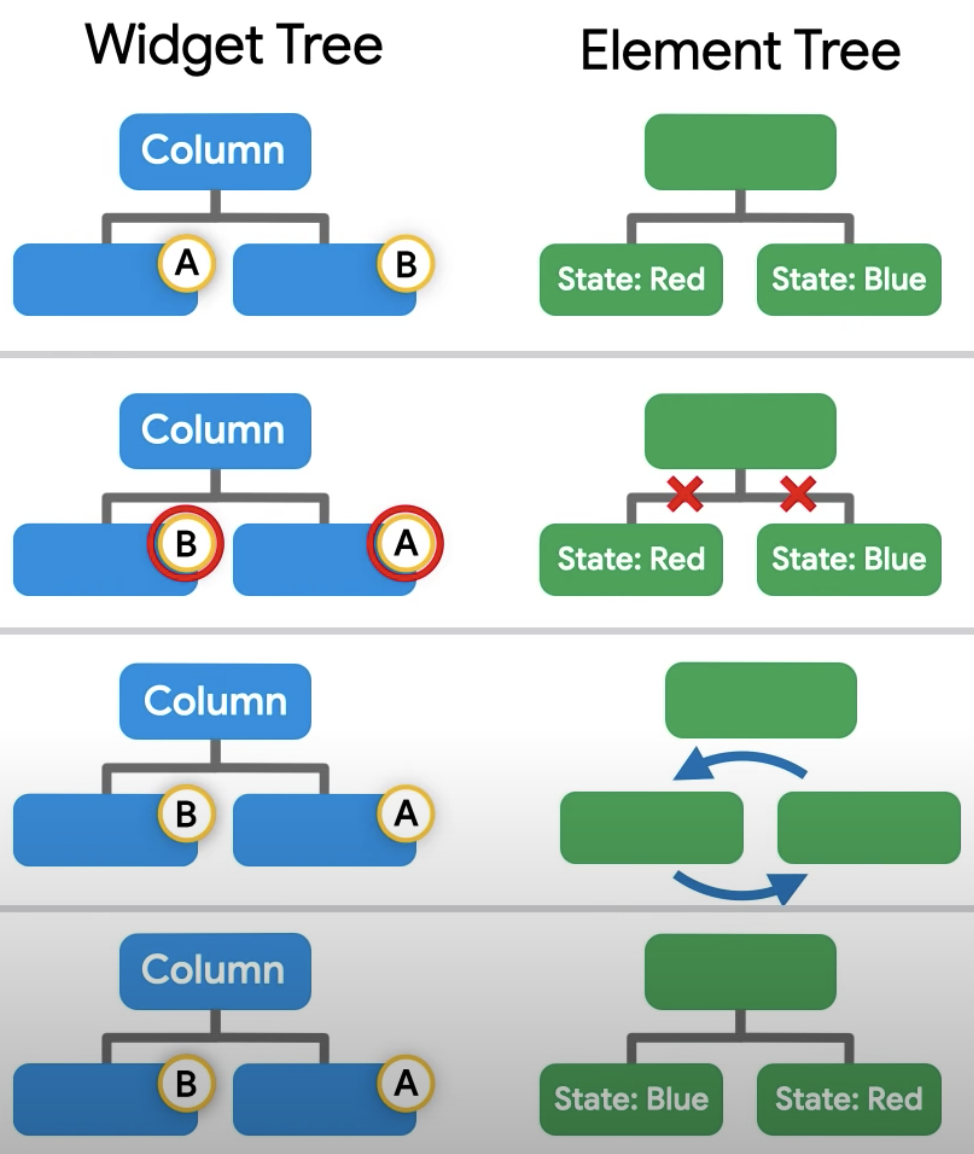 Widget Tree
Element Tree
Column
A
B
State: Red
State: Blue
Column
B
A
State: Red
State: Blue
Column
B
A
Column
B
A
State: Blue
State: Red